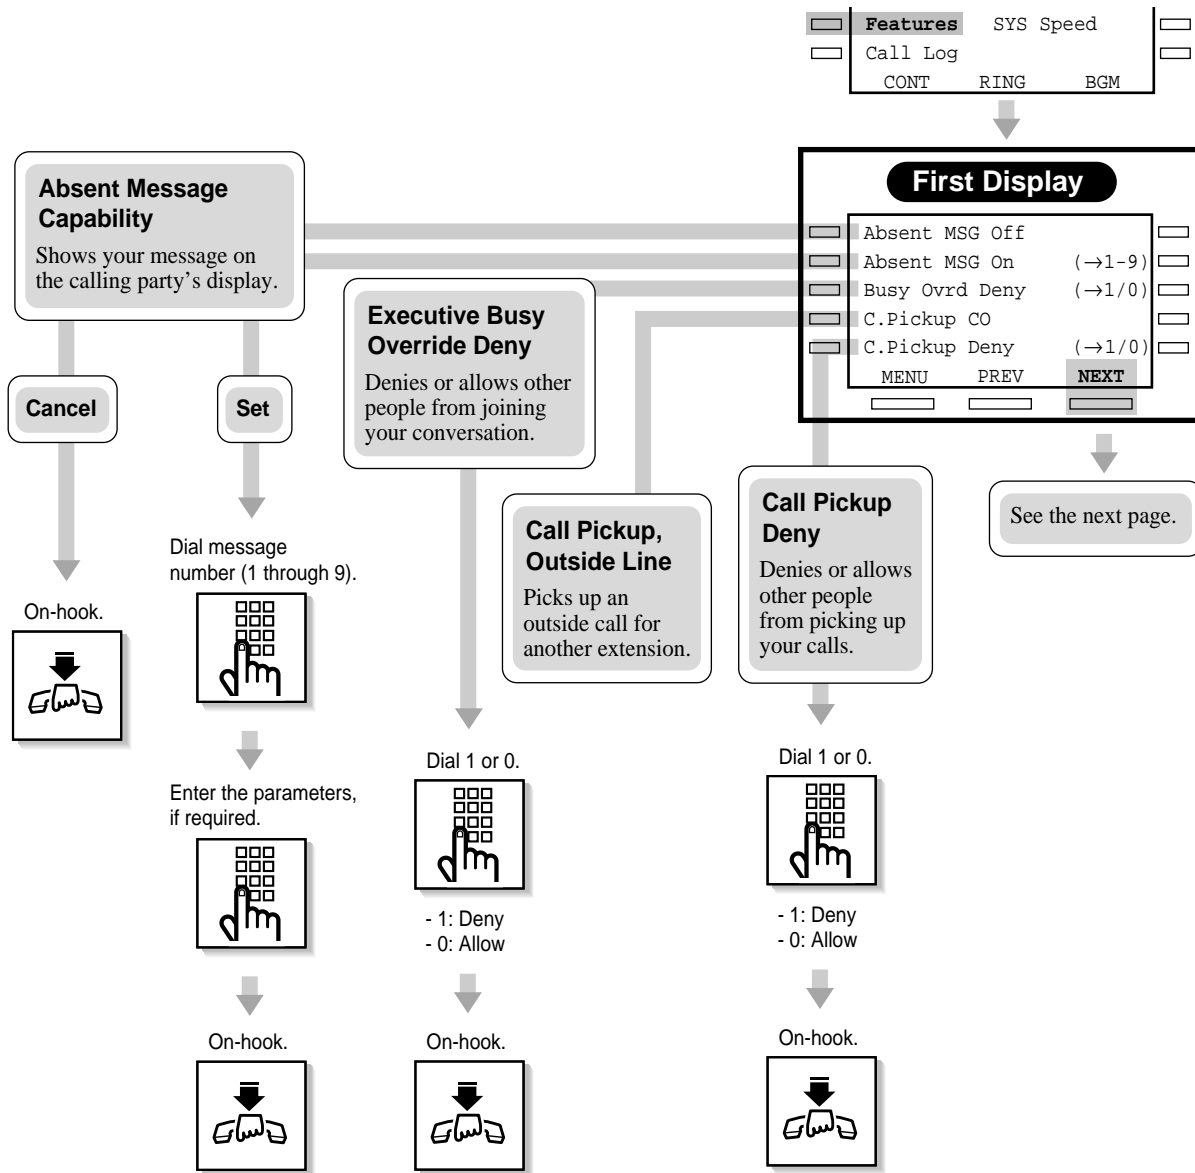 Features SYS Speed
Call Log
CONT RING BGM
First Display
Absent MSG Off
Absent MSG On (→1-9)
Busy Ovrd Deny (→1/0)
C.Pickup CO
C.Pickup Deny (→1/0)
MENU PREV NEXT
See the next page.
Absent Message
Capability
Shows your message on
the calling party's display.
Cancel
Set
On-hook.
Dial message
number (1 through 9).
Enter the parameters,
if required.
On-hook.
Executive Busy
Override Deny
Denies or allows other
people from joining
your conversation.
Dial 1 or 0.
- 1: Deny
- 0: Allow
On-hook.
Call Pickup,
Outside Line
Picks up an
outside call for
another extension.
Call Pickup
Deny
Denies or allows
other people
from picking up
your calls.
Dial 1 or 0.
- 1: Deny
- 0: Allow
On-hook.